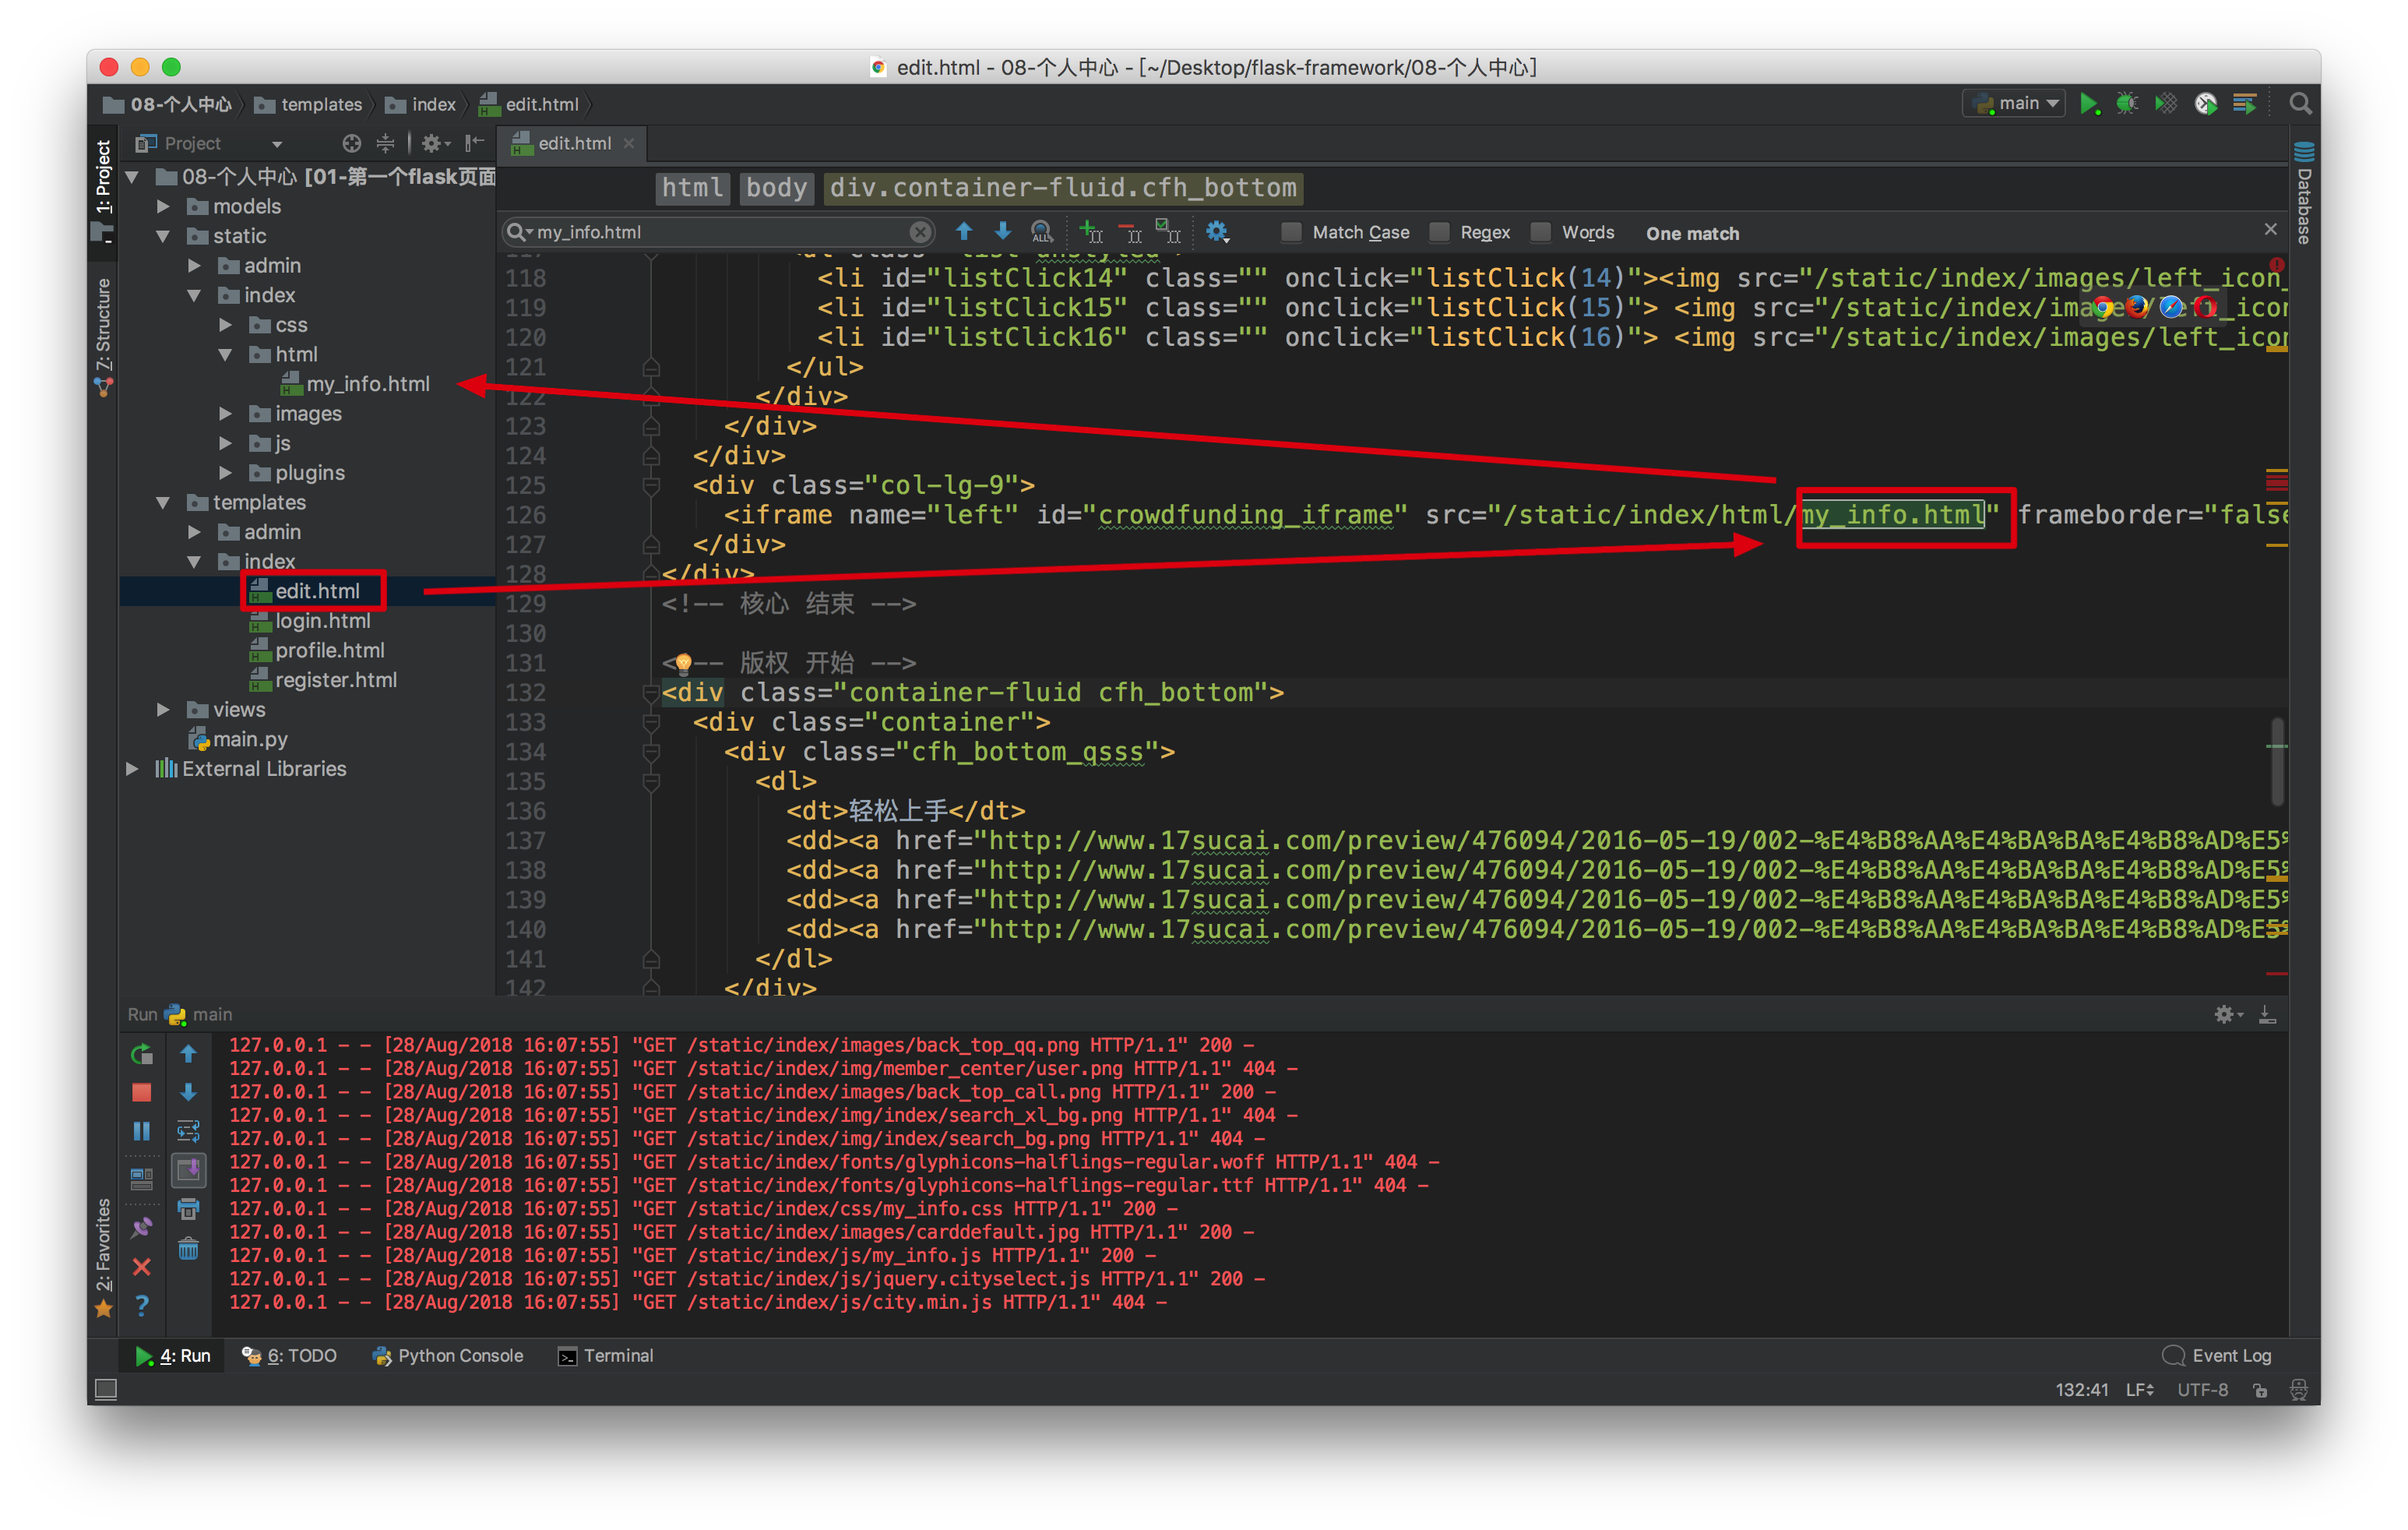 edit.html - 08-个人中心 - [~/Desktop/flask-framework/08-个人中心]
08-个人中心 templates index edit.html main
1: Project
Z: Structure
2: Favorites
Database
Project
08-个人中心 [01-第一个flask页面
models
static
admin
index
css
html
my_info.html
images
js
plugins
templates
admin
index
edit.html
login.html
profile.html
register.html
views
main.py
External Libraries
edit.html
html body div.container-fluid.cfh_bottom
my_info.html Match Case Regex Words One match
118 <li id="listClick14" class="" onclick="listClick(14)"><img src="/static/index/images/left_icon_
119 <li id="listClick15" class="" onclick="listClick(15)"> <img src="/static/index/images/left_icon
120 <li id="listClick16" class="" onclick="listClick(16)"> <img src="/static/index/images/left_icon
121 </ul>
122 </div>
123 </div>
124 </div>
125 <div class="col-lg-9">
126 <iframe name="left" id="crowdfunding_iframe" src="/static/index/html/my_info.html" frameborder="false
127 </div>
128 </div>
129 <!-- 核心 结束 -->
130
131 <!-- 版权 开始 -->
132 <div class="container-fluid cfh_bottom">
133 <div class="container">
134 <div class="cfh_bottom_qsss">
135 <dl>
136 <dt>轻松上手</dt>
137 <dd><a href="http://www.17sucai.com/preview/476094/2016-05-19/002-%E4%B8%AA%E4%BA%BA%E4%B8%AD%E5%
138 <dd><a href="http://www.17sucai.com/preview/476094/2016-05-19/002-%E4%B8%AA%E4%BA%BA%E4%B8%AD%E5%
139 <dd><a href="http://www.17sucai.com/preview/476094/2016-05-19/002-%E4%B8%AA%E4%BA%BA%E4%B8%AD%E5%
140 <dd><a href="http://www.17sucai.com/preview/476094/2016-05-19/002-%E4%B8%AA%E4%BA%BA%E4%B8%AD%E5%
141 </dl>
142 </div>
Run main
127.0.0.1 - - [28/Aug/2018 16:07:55] "GET /static/index/images/back_top_qq.png HTTP/1.1" 200 -
127.0.0.1 - - [28/Aug/2018 16:07:55] "GET /static/index/img/member_center/user.png HTTP/1.1" 404 -
127.0.0.1 - - [28/Aug/2018 16:07:55] "GET /static/index/images/back_top_call.png HTTP/1.1" 200 -
127.0.0.1 - - [28/Aug/2018 16:07:55] "GET /static/index/img/index/search_xl_bg.png HTTP/1.1" 404 -
127.0.0.1 - - [28/Aug/2018 16:07:55] "GET /static/index/img/index/search_bg.png HTTP/1.1" 404 -
127.0.0.1 - - [28/Aug/2018 16:07:55] "GET /static/index/fonts/glyphicons-halflings-regular.woff HTTP/1.1" 404 -
127.0.0.1 - - [28/Aug/2018 16:07:55] "GET /static/index/fonts/glyphicons-halflings-regular.ttf HTTP/1.1" 404 -
127.0.0.1 - - [28/Aug/2018 16:07:55] "GET /static/index/css/my_info.css HTTP/1.1" 200 -
127.0.0.1 - - [28/Aug/2018 16:07:55] "GET /static/index/images/carddefault.jpg HTTP/1.1" 200 -
127.0.0.1 - - [28/Aug/2018 16:07:55] "GET /static/index/js/my_info.js HTTP/1.1" 200 -
127.0.0.1 - - [28/Aug/2018 16:07:55] "GET /static/index/js/jquery.cityselect.js HTTP/1.1" 200 -
127.0.0.1 - - [28/Aug/2018 16:07:55] "GET /static/index/js/city.min.js HTTP/1.1" 404 -
4: Run 6: TODO Python Console Terminal Event Log
132:41 LF UTF-8